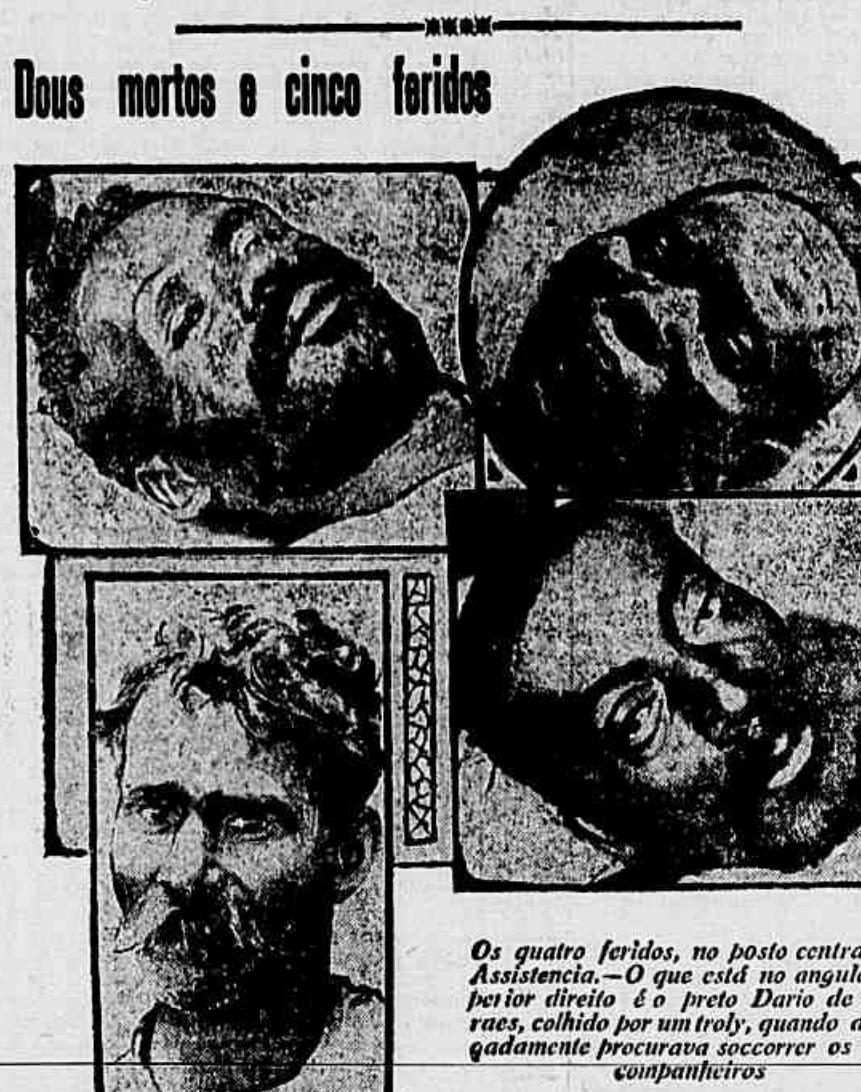 Dous mortos e cinco feridos
Os quatro feridos, no posto centra
Assistencia.—O que está no angulo
perior direito é o preto Dario de
raes, colhido por um troly, quando a
gadamente procurava soccorrer os
companheiros